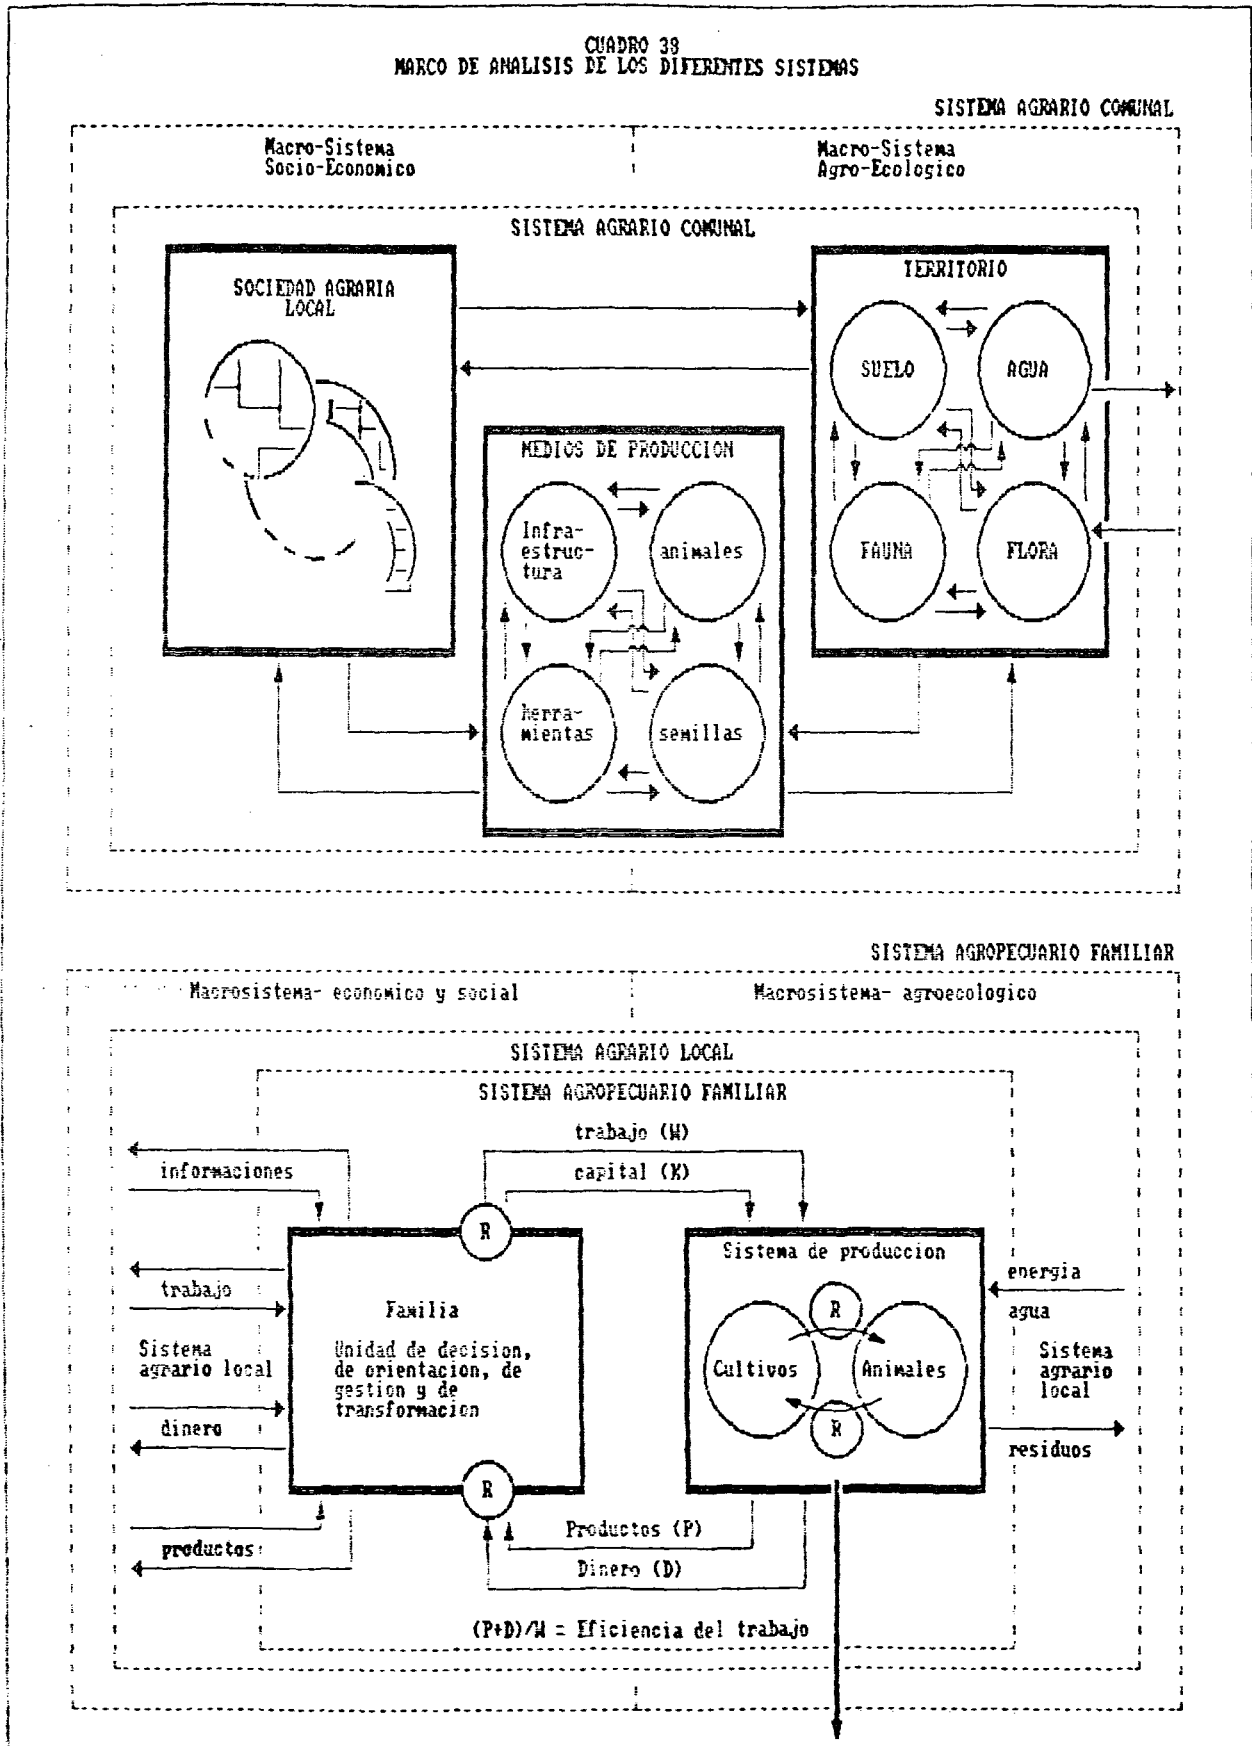 CUADRO 38
MARCO DE ANALISIS DE LOS DIFERENTES SISTEMAS
SISTEMA AGRARIO COMUNAL
Macro-Sistema
Socio-Economico
Macro-Sistema
Agro-Ecologico
SISTEMA AGRARIO COMUNAL
SOCIEDAD AGRARIA
LOCAL
TERRITORIO
SUELO
AGUA
FAUNA
FLORA
MEDIOS DE PRODUCCION
Infra-
estruc-
tura
animales
herra-
mientas
semillas
SISTEMA AGROPECUARIO FAMILIAR
Macrosistema- economico y social
Macrosistema- agroecologico
SISTEMA AGRARIO LOCAL
SISTEMA AGROPECUARIO FAMILIAR
trabajo (W)
capital (K)
informaciones
R
trabajo
Familia
Unidad de decision,
de orientacion, de
gestion y de
transformacion
Sistema
agrario local
dinero
productos
R
Sistema de produccion
R
Cultivos
Animales
R
energia
agua
Sistema
agrario
local
residuos
Productos (P)
Dinero (D)
(P+D)/W = Eficiencia del trabajo